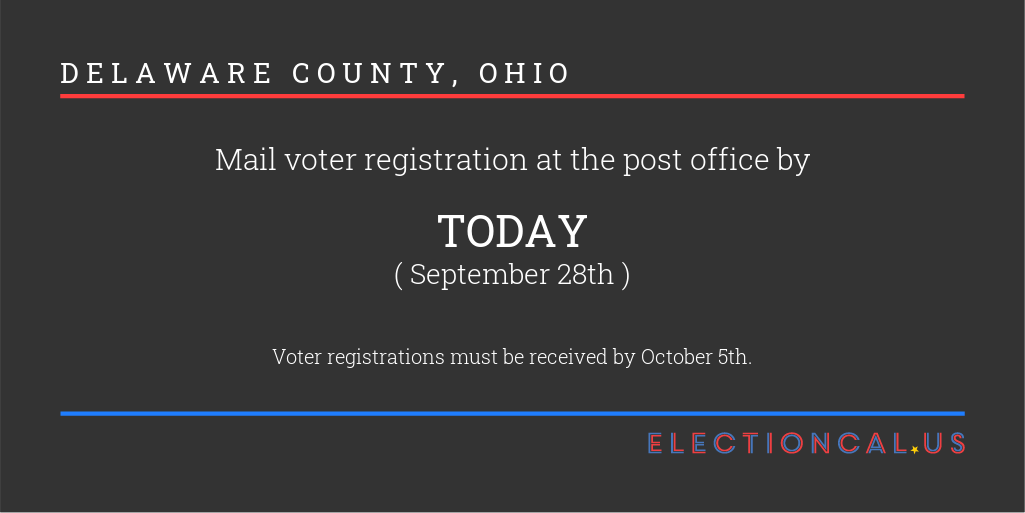 DELAWARE COUNTY, OHIO
Mail voter registration at the post office by
TODAY
( September 28th )
Voter registrations must be received by October 5th.
ELECTIONCAL.US